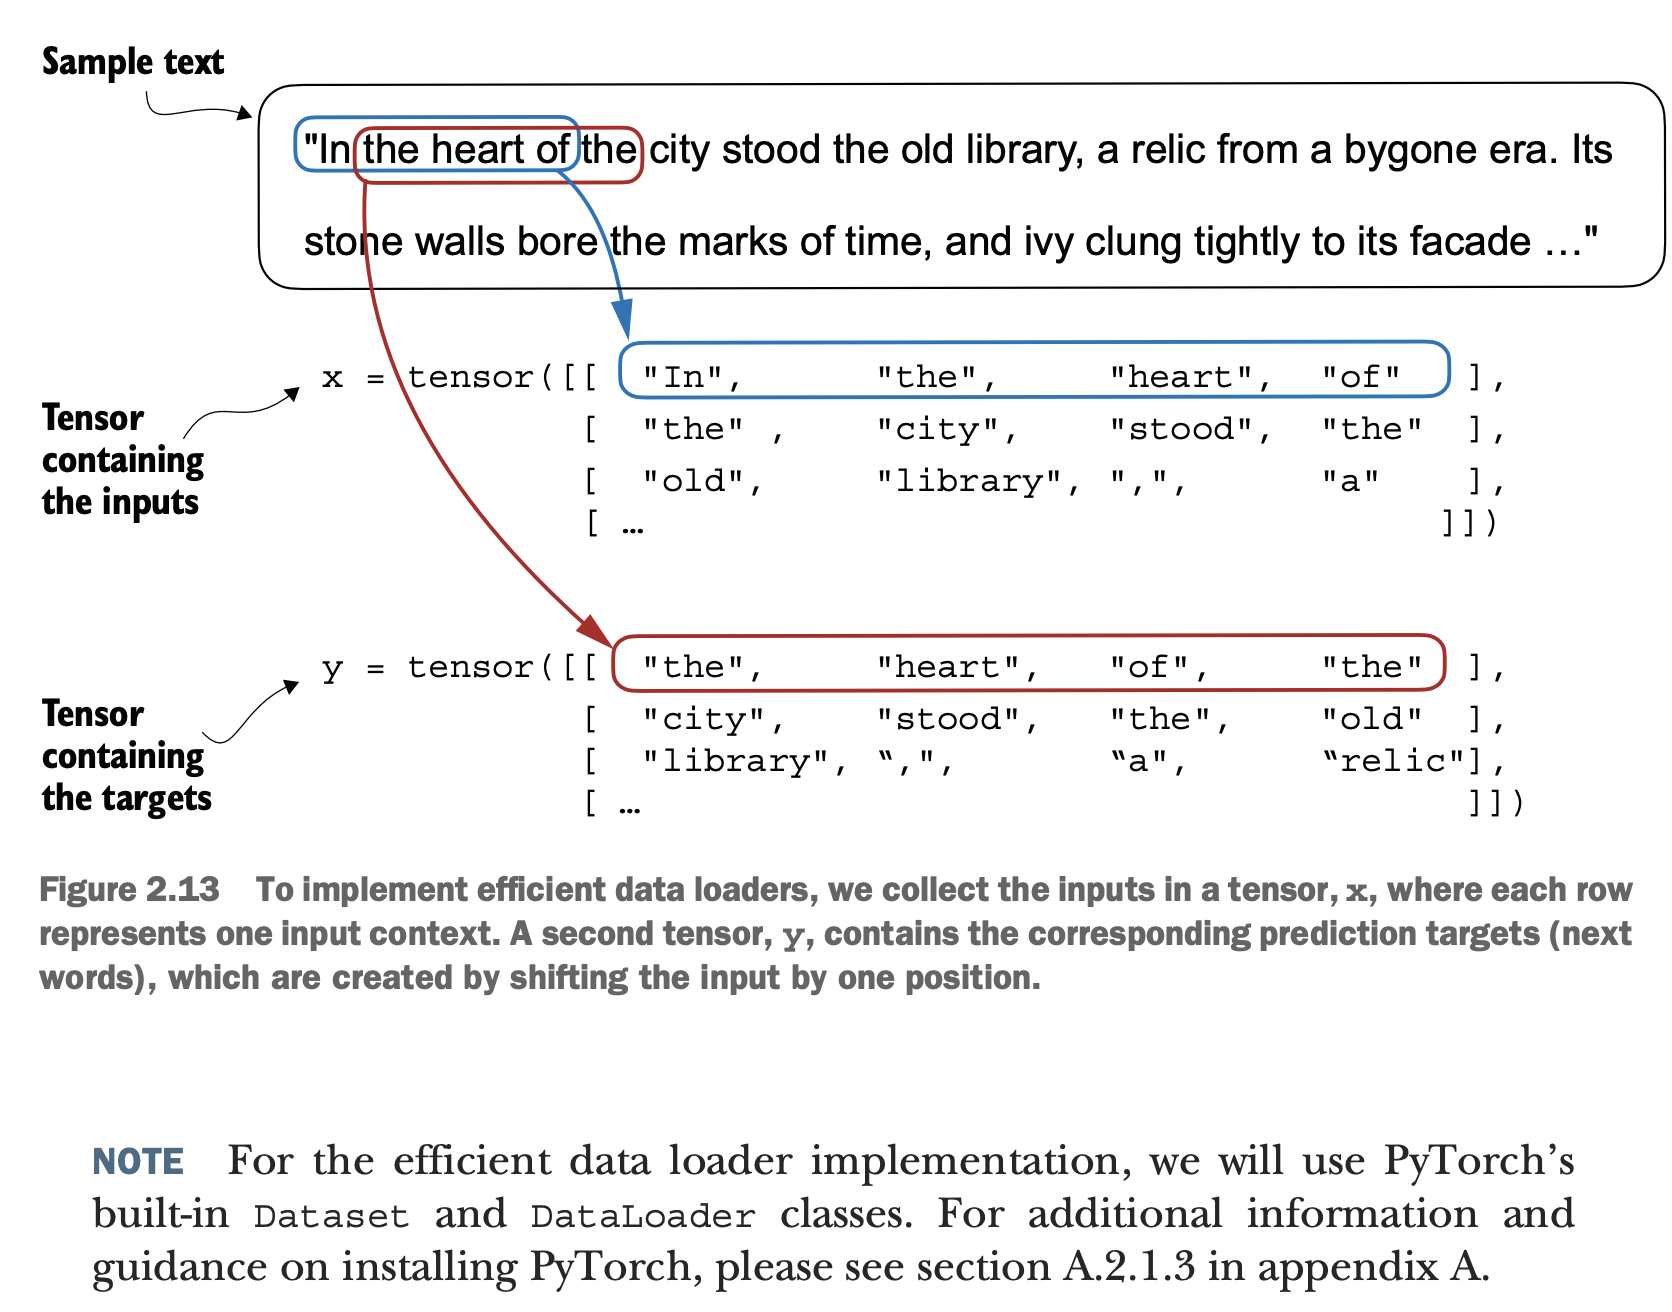 Sample text
"In the heart of the city stood the old library, a relic from a bygone era. Its
stone walls bore the marks of time, and ivy clung tightly to its facade …"
x = tensor([[ "In", "the", "heart", "of" ],
[ "the" , "city", "stood", "the" ],
[ "old", "library", ",", "a" ],
[ … ]])
Tensor
containing
the inputs
y = tensor([[ "the", "heart", "of", "the" ],
[ "city", "stood", "the", "old" ],
[ "library", “,", “a", “relic"],
[ … ]])
Tensor
containing
the targets
Figure 2.13 To implement efficient data loaders, we collect the inputs in a tensor, x, where each row
represents one input context. A second tensor, y, contains the corresponding prediction targets (next
words), which are created by shifting the input by one position.
NOTE For the efficient data loader implementation, we will use PyTorch’s
built-in Dataset and DataLoader classes. For additional information and
guidance on installing PyTorch, please see section A.2.1.3 in appendix A.